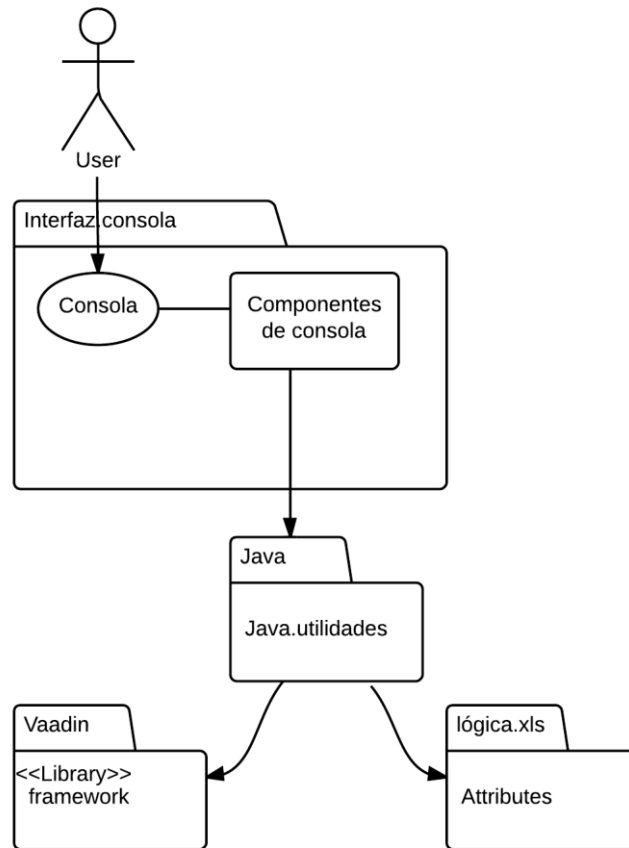 User
Interfaz.consola
Consola
Componentes
de consola
Java
Java.utilidades
Vaadin
<<Library>>
framework
lógica.xls
Attributes